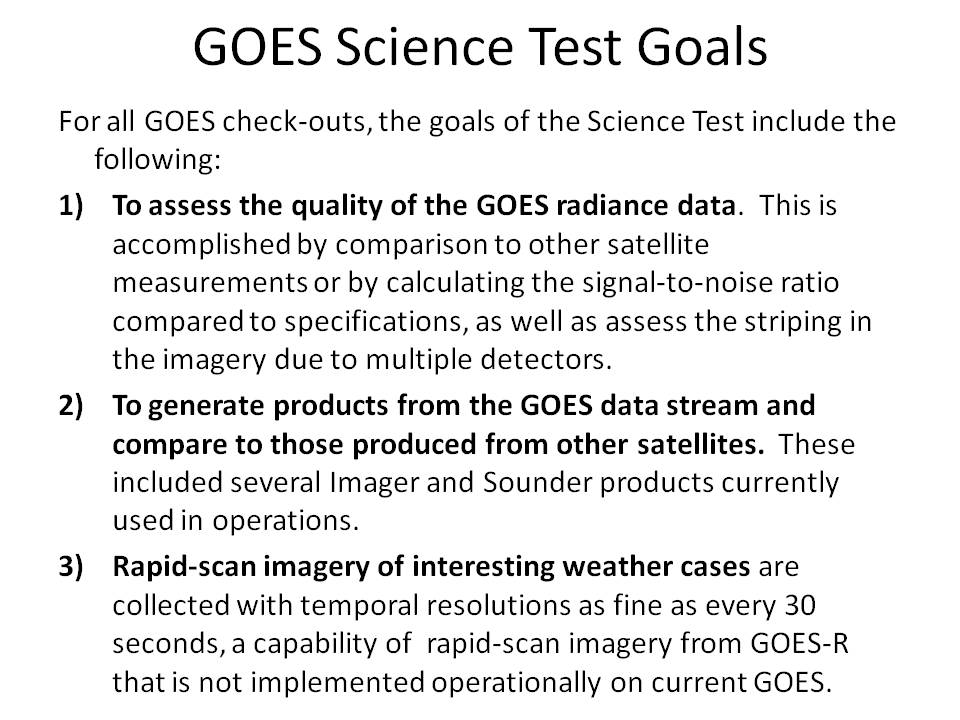 GOES Science Test Goals
For all GOES check-outs, the goals of the Science Test include the
following:
1) To assess the quality of the GOES radiance data. This is
accomplished by comparison to other satellite
measurements or by calculating the signal-to-noise ratio
compared to specifications, as well as assess the striping in
the imagery due to multiple detectors.
2) To generate products from the GOES data stream and
compare to those produced from other satellites. These
included several Imager and Sounder products currently
used in operations.
3) Rapid-scan imagery of interesting weather cases are
collected with temporal resolutions as fine as every 30
seconds, a capability of rapid-scan imagery from GOES-R
that is not implemented operationally on current GOES.